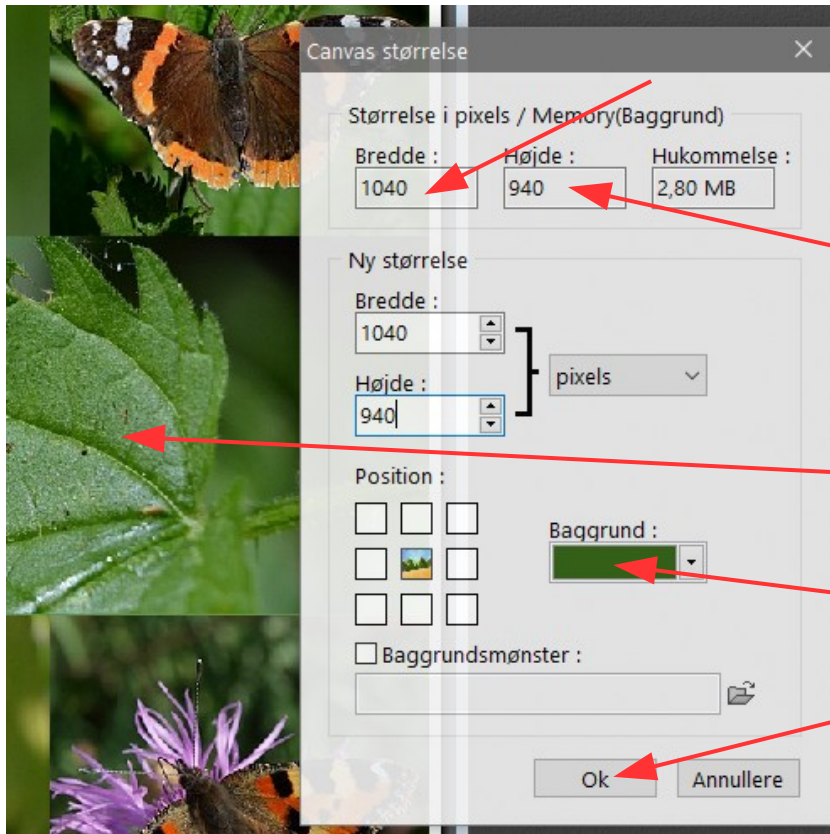 Canvas størrelse
Størrelse i pixels / Memory(Baggrund)
Bredde : Højde : Hukommelse :
1040 940 2,80 MB
Ny størrelse
Bredde :
1040
pixels
Højde :
940
Position :
Baggrund :
Baggrundsmønster :
Ok Annullere